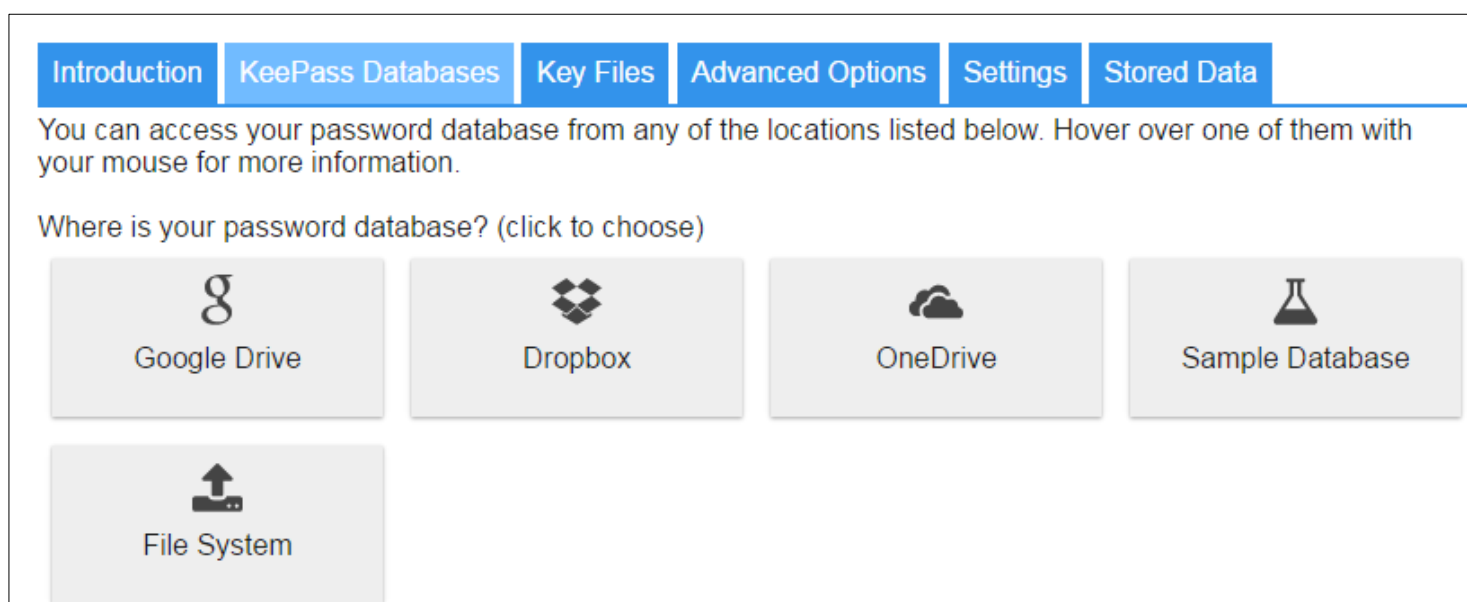 Introduction KeePass Databases Key Files Advanced Options Settings Stored Data
You can access your password database from any of the locations listed below. Hover over one of them with
your mouse for more information.
Where is your password database? (click to choose)
Google Drive Dropbox OneDrive Sample Database
File System